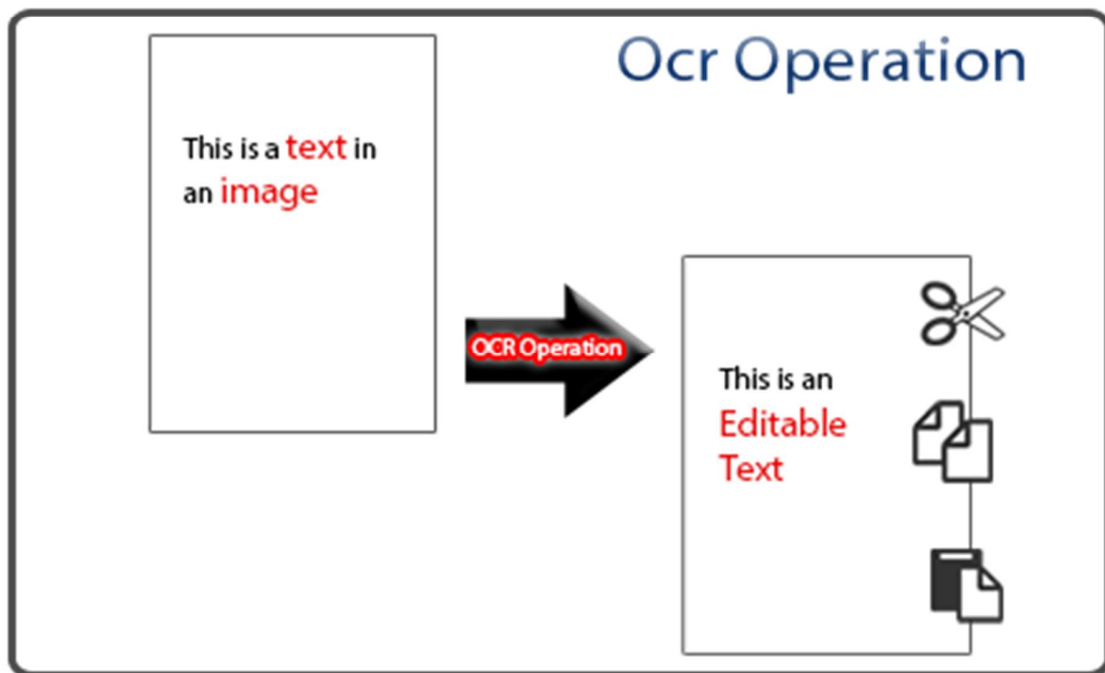 Ocr Operation
This is a text in
an image
OCR Operation
This is an
Editable
Text